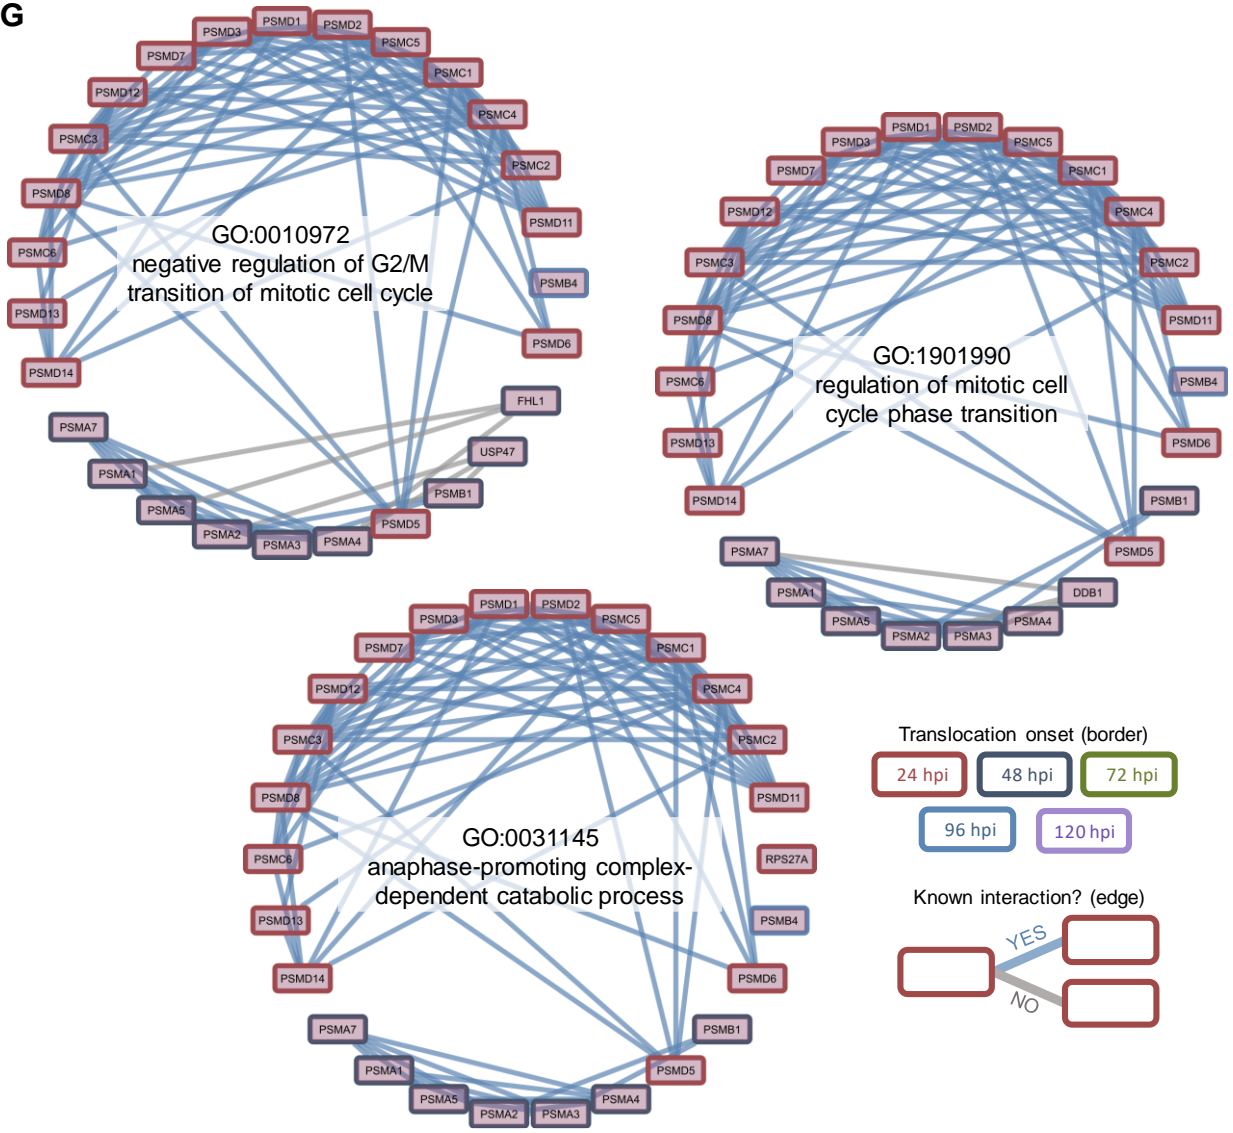 G
PSMD1
PSMD2
PSMD3
PSMC5
PSMD7
PSMC1
PSMD12
PSMC4
PSMC3
PSMC2
PSMD8
PSMD11
PSMC6
PSMB4
PSMD13
PSMD6
PSMD14
GO:0010972
negative regulation of G2/M
transition of mitotic cell cycle
FHL1
PSMA7
USP47
PSMA1
PSMB1
PSMA5
PSMD5
PSMA2
PSMA3
PSMA4
PSMD1
PSMD2
PSMD3
PSMC5
PSMD7
PSMC1
PSMD12
PSMC4
PSMC3
PSMC2
PSMD8
PSMD11
PSMC6
PSMB4
PSMD13
PSMD6
PSMD14
GO:1901990
regulation of mitotic cell
cycle phase transition
PSMB1
PSMA7
PSMD5
PSMA1
DDB1
PSMA5
PSMA4
PSMA2
PSMA3
PSMD1
PSMD2
PSMD3
PSMC5
PSMD7
PSMC1
PSMD12
PSMC4
PSMC3
PSMC2
PSMD8
PSMD11
PSMC6
RPS27A
PSMD13
PSMB4
PSMD14
PSMD6
GO:0031145
anaphase-promoting complex-
dependent catabolic process
PSMA7
PSMB1
PSMA1
PSMD5
PSMA5
PSMA4
PSMA2
PSMA3
Translocation onset (border)
24 hpi
48 hpi
72 hpi
96 hpi
120 hpi
Known interaction? (edge)
YES
NO